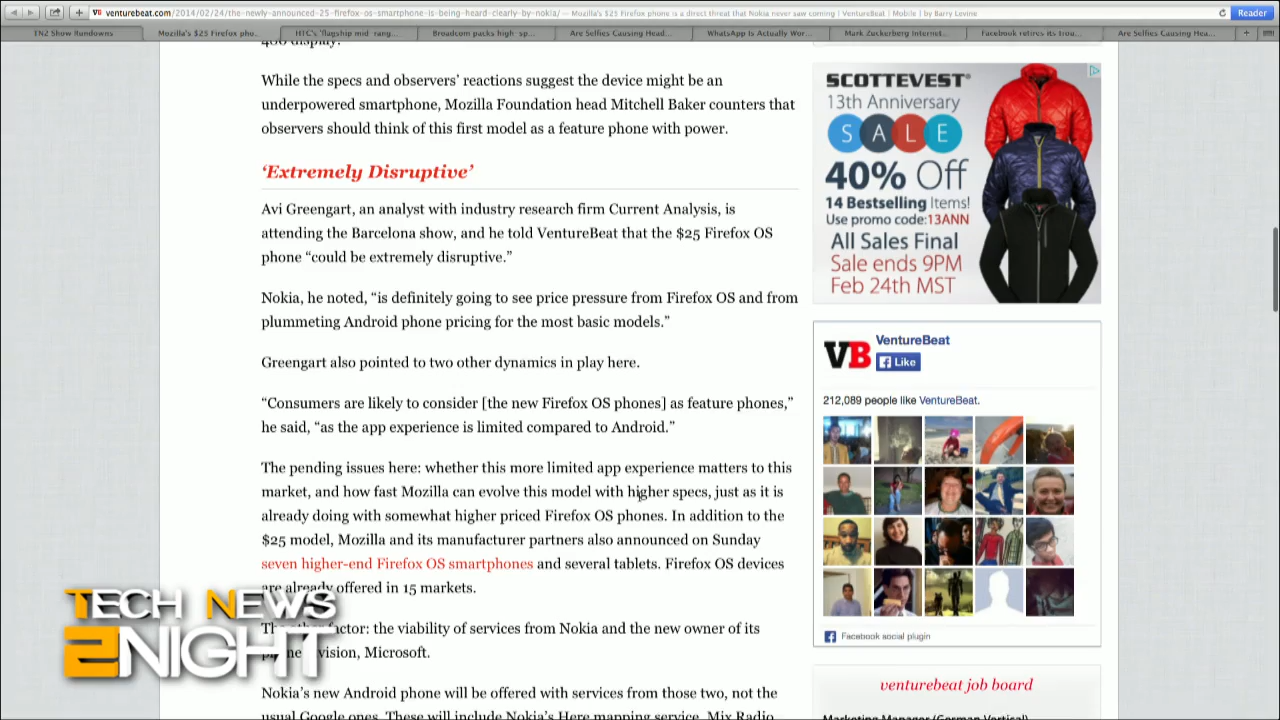 venturebeat.com/2014/02/24/the-newly-announced-25-firefox-os-smartphone-is-being-heard-clearly-by-nokia/ — Mozilla's $25 Firefox phone is a direct threat that Nokia never saw coming | VentureBeat | Mobile | by Barry Levine
Reader
TN2 Show Rundowns
Mozilla's $25 Firefox pho...
HTC's 'flagship mid-rang...
Broadcom packs high-sp...
Are Selfies Causing Head...
WhatsApp Is Actually Wor...
Mark Zuckerberg Internet...
Facebook retires its trou...
Are Selfies Causing Hea...
480 display.
While the specs and observers' reactions suggest the device might be an
underpowered smartphone, Mozilla Foundation head Mitchell Baker counters that
observers should think of this first model as a feature phone with power.
'Extremely Disruptive'
Avi Greengart, an analyst with industry research firm Current Analysis, is
attending the Barcelona show, and he told VentureBeat that the $25 Firefox OS
phone “could be extremely disruptive.”
Nokia, he noted, “is definitely going to see price pressure from Firefox OS and from
plummeting Android phone pricing for the most basic models.”
Greengart also pointed to two other dynamics in play here.
“Consumers are likely to consider [the new Firefox OS phones] as feature phones,”
he said, “as the app experience is limited compared to Android.”
The pending issues here: whether this more limited app experience matters to this
market, and how fast Mozilla can evolve this model with higher specs, just as it is
already doing with somewhat higher priced Firefox OS phones. In addition to the
$25 model, Mozilla and its manufacturer partners also announced on Sunday
seven higher-end Firefox OS smartphones and several tablets. Firefox OS devices
are already offered in 15 markets.
The other factor: the viability of services from Nokia and the new owner of its
phone division, Microsoft.
Nokia's new Android phone will be offered with services from those two, not the
usual Google ones. These will include Nokia's Here mapping service, Mix Radio
SCOTTEVEST®
13th Anniversary
SALE
40% Off
14 Bestselling Items!
Use promo code:13ANN
All Sales Final
Sale ends 9PM
Feb 24th MST
VB
VentureBeat
Like
212,089 people like VentureBeat.
Facebook social plugin
venturebeat job board
Marketing Manager (German Vertical)
TECH NEWS
2NIGHT